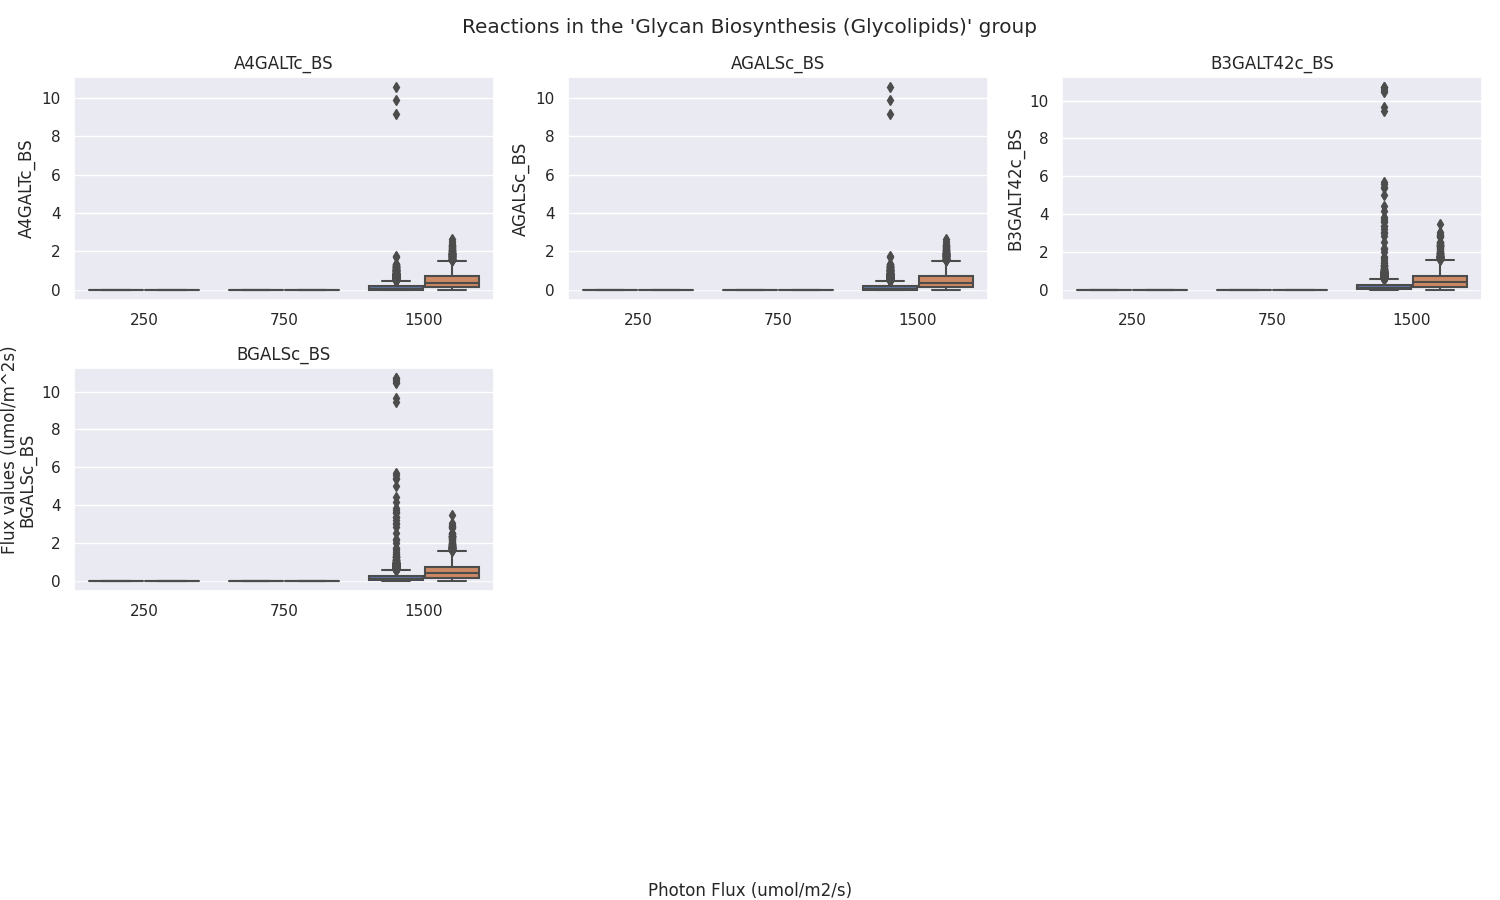 Reactions in the 'Glycan Biosynthesis (Glycolipids)' group
A4GALTc_BS
A4GALTc_BS
10
8
6
4
2
0
250 750 1500
AGALSc_BS
AGALSc_BS
10
8
6
4
2
0
250 750 1500
B3GALT42c_BS
B3GALT42c_BS
10
8
6
4
2
0
250 750 1500
BGALSc_BS
Flux values (umol/m^2s)
BGALSc_BS
10
8
6
4
2
0
250 750 1500
Photon Flux (umol/m2/s)